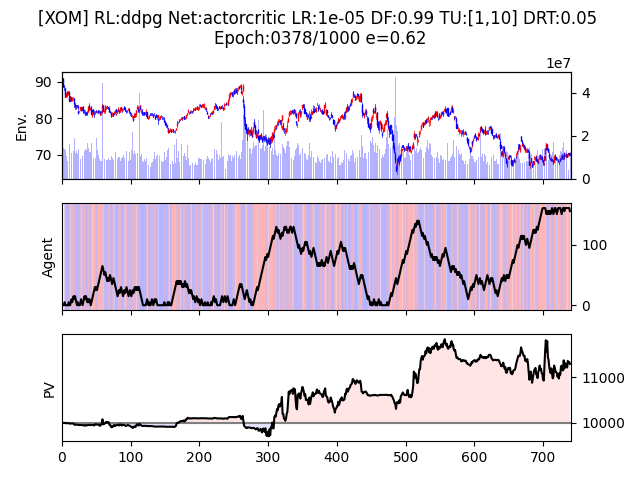 [XOM] RL:ddpg Net:actorcritic LR:1e-05 DF:0.99 TU:[1,10] DRT:0.05
Epoch:0378/1000 e=0.62
1e7
Env.
90
80
70
4
2
0
Agent
100
0
PV
11000
10000
0 100 200 300 400 500 600 700